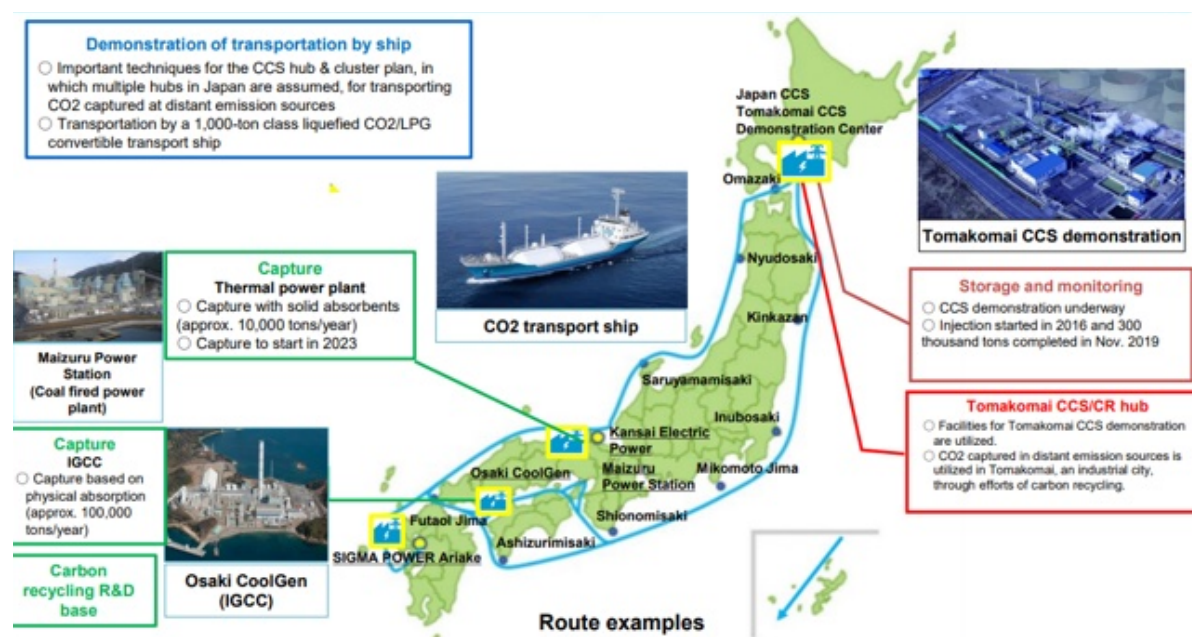 Demonstration of transportation by ship
○ Important techniques for the CCS hub & cluster plan, in
which multiple hubs in Japan are assumed, for transporting
CO2 captured at distant emission sources
○ Transportation by a 1,000-ton class liquefied CO2/LPG
convertible transport ship
Japan CCS
Tomakomai CCS
Demonstration Center
Omazaki
Tomakomai CCS demonstration
Nyudosaki
Capture
Thermal power plant
○ Capture with solid absorbents
(approx. 10,000 tons/year)
○ Capture to start in 2023
CO2 transport ship
Storage and monitoring
○ CCS demonstration underway
○ Injection started in 2016 and 300
thousand tons completed in Nov. 2019
Kinkazan
Maizuru Power
Station
(Coal fired power
plant)
Saruyamamisaki
Inubosaki
Tomakomai CCS/CR hub
○ Facilities for Tomakomai CCS demonstration
are utilized.
○ CO2 captured in distant emission sources is
utilized in Tomakomai, an industrial city,
through efforts of carbon recycling.
Kansai Electric
Power
Maizuru
Power Station
Mikomoto Jima
Capture
IGCC
○ Capture based on
physical absorption
(approx. 100,000
tons/year)
Osaki CoolGen
Futaol Jima
Shionomisaki
Ashizurimisaki
SIGMA POWER Ariake
Carbon
recycling R&D
base
Osaki CoolGen
(IGCC)
Route examples